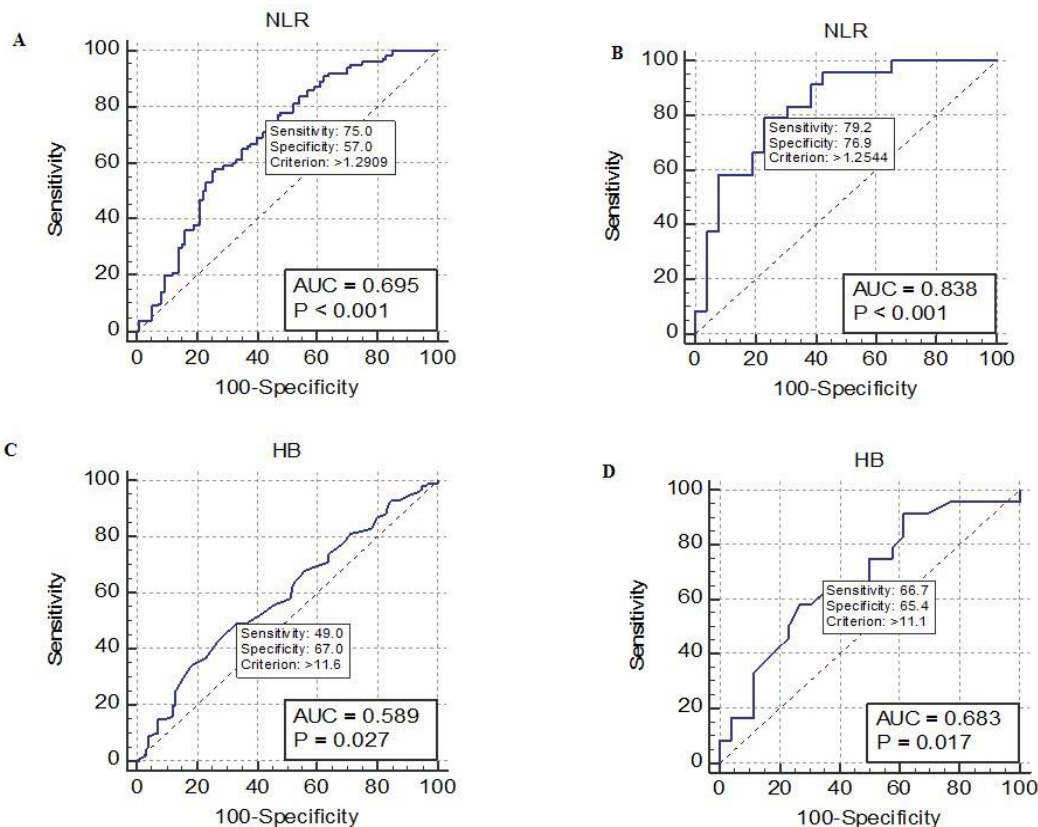 A
NLR
100
80
60
40
20
0
Sensitivity
Sensitivity: 75.0
Specificity: 57.0
Criterion: >1.2909
AUC = 0.695
P < 0.001
0 20 40 60 80 100
100-Specificity
B
NLR
100
80
60
40
20
0
Sensitivity
Sensitivity: 79.2
Specificity: 76.9
Criterion: >1.2544
AUC = 0.838
P < 0.001
0 20 40 60 80 100
100-Specificity
C
HB
100
80
60
40
20
0
Sensitivity
Sensitivity: 49.0
Specificity: 67.0
Criterion: >11.6
AUC = 0.589
P = 0.027
0 20 40 60 80 100
100-Specificity
D
HB
100
80
60
40
20
0
Sensitivity
Sensitivity: 66.7
Specificity: 65.4
Criterion: >11.1
AUC = 0.683
P = 0.017
0 20 40 60 80 100
100-Specificity